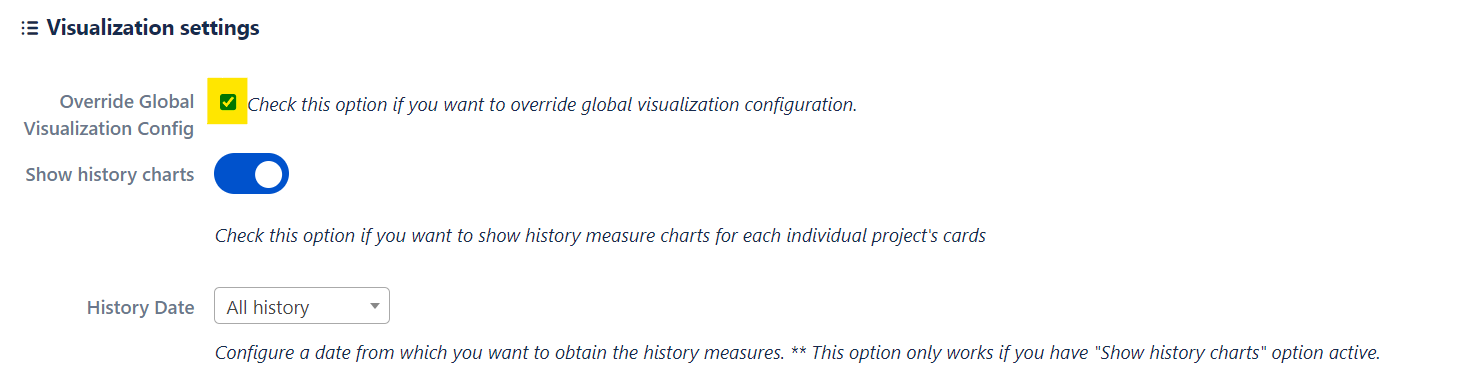 Visualization settings
Override Global
Visualization Config
Check this option if you want to override global visualization configuration.
Show history charts
Check this option if you want to show history measure charts for each individual project's cards
History Date
All history
Configure a date from which you want to obtain the history measures. ** This option only works if you have "Show history charts" option active.